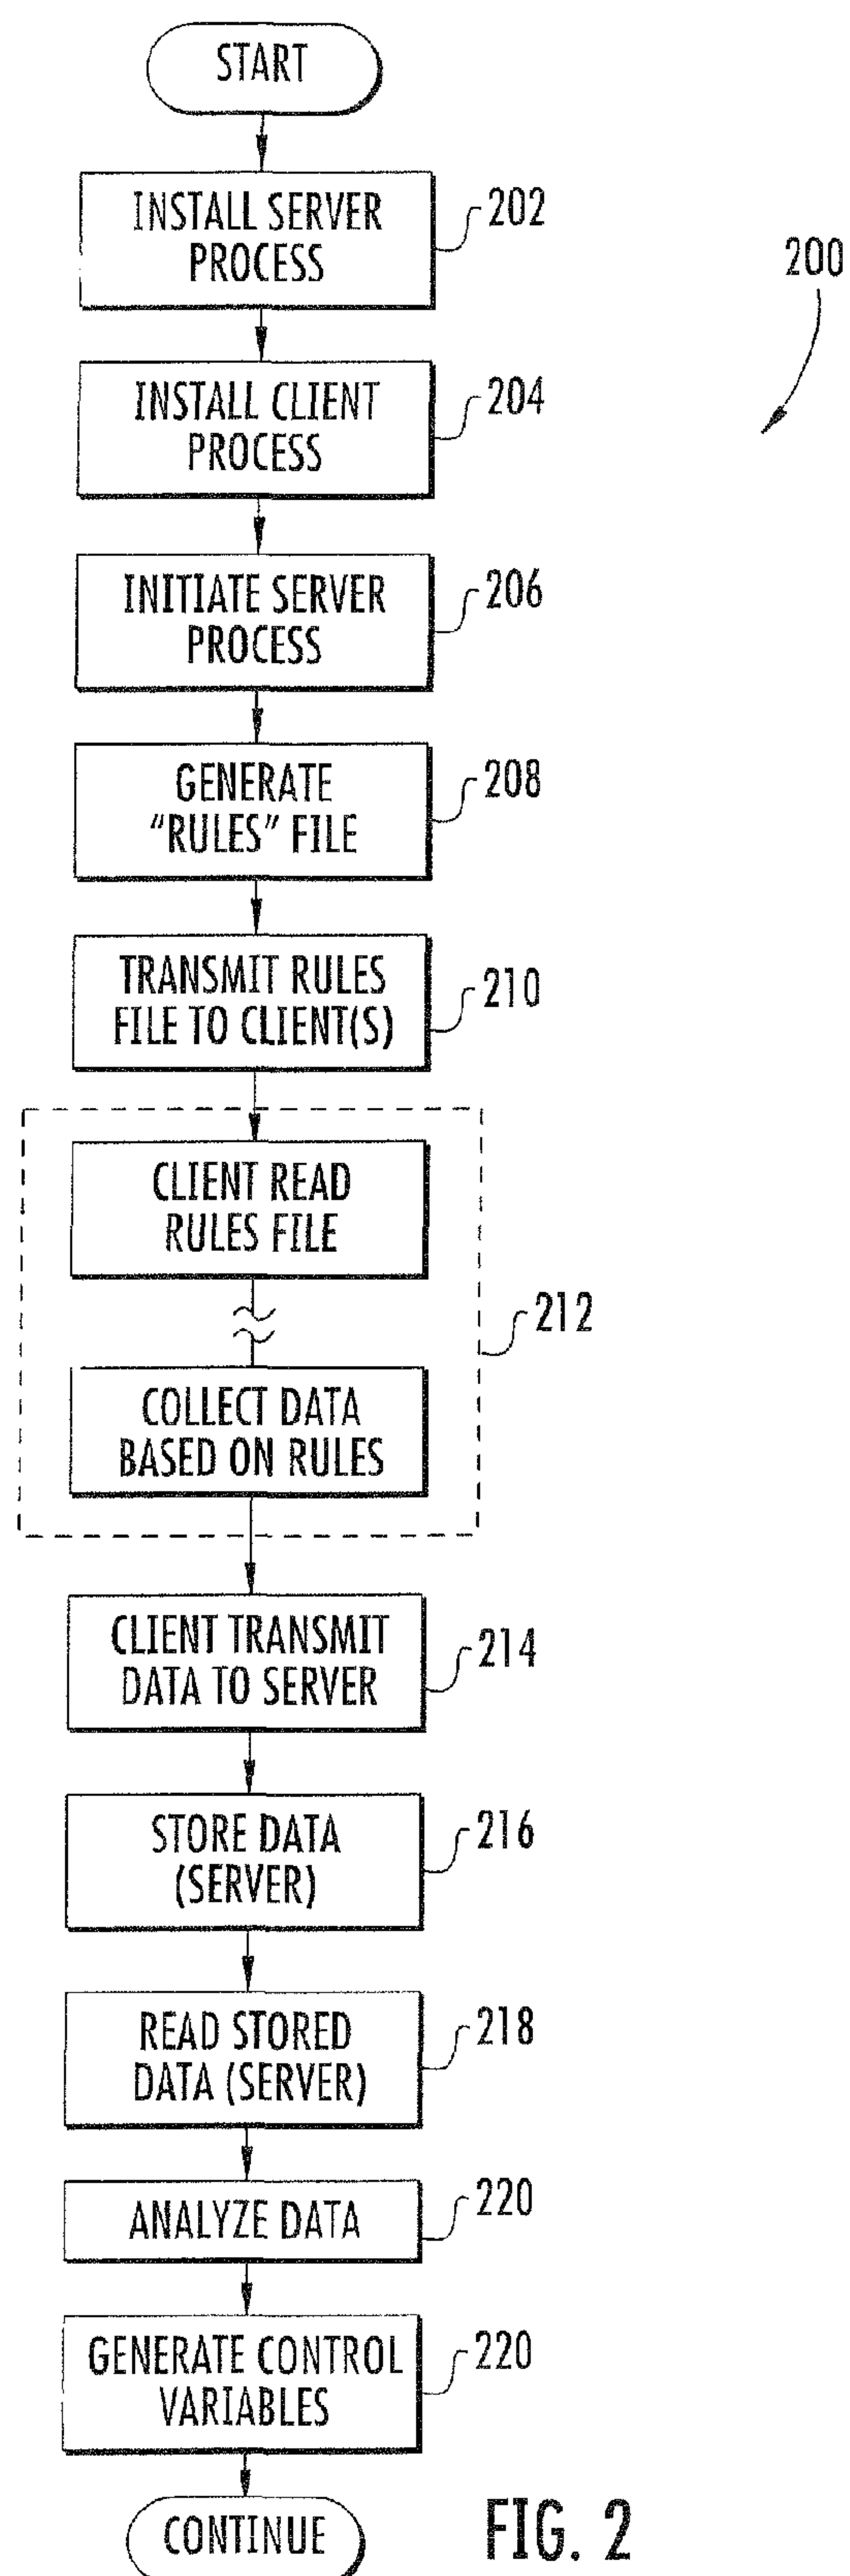 START
INSTALL SERVER
PROCESS
202
200
INSTALL CLIENT
PROCESS
204
INITIATE SERVER
PROCESS
206
GENERATE
“RULES” FILE
208
TRANSMIT RULES
FILE TO CLIENT(S)
210
CLIENT READ
RULES FILE
212
COLLECT DATA
BASED ON RULES
CLIENT TRANSMIT
DATA TO SERVER
214
STORE DATA
(SERVER)
216
READ STORED
DATA (SERVER)
218
ANALYZE DATA
220
GENERATE CONTROL
VARIABLES
220
CONTINUE
FIG. 2